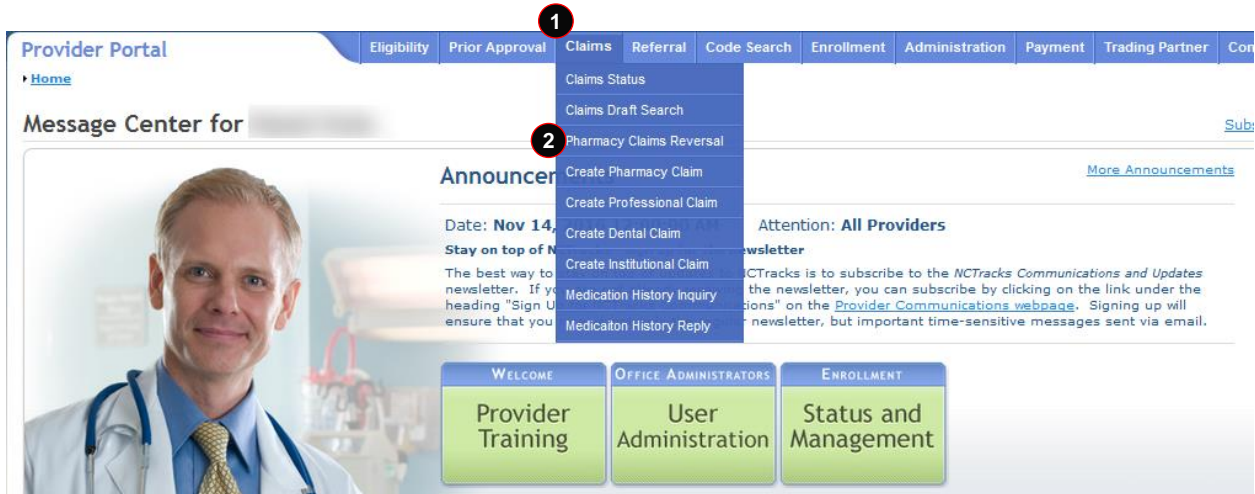 1
Provider Portal
Eligibility Prior Approval Claims Referral Code Search Enrollment Administration Payment Trading Partner
Home
Claims Status
Claims Draft Search
2 Pharmacy Claims Reversal
Create Pharmacy Claim
Create Professional Claim
Create Dental Claim
Create Institutional Claim
Medication History Inquiry
Medicaiton History Reply
Message Center for
Subs
More Announcements
Date: Nov 14, Attention: All Providers
Stay on top of newsletter
The best way to NCTracks is to subscribe to the NCTracks Communications and Updates
newsletter. If the newsletter, you can subscribe by clicking on the link under the
heading "Sign on the Provider Communications webpage. Signing up will
ensure that you newsletter, but important time-sensitive messages sent via email.
WELCOME
Provider
Training
OFFICE ADMINISTRATORS
User
Administration
ENROLLMENT
Status and
Management